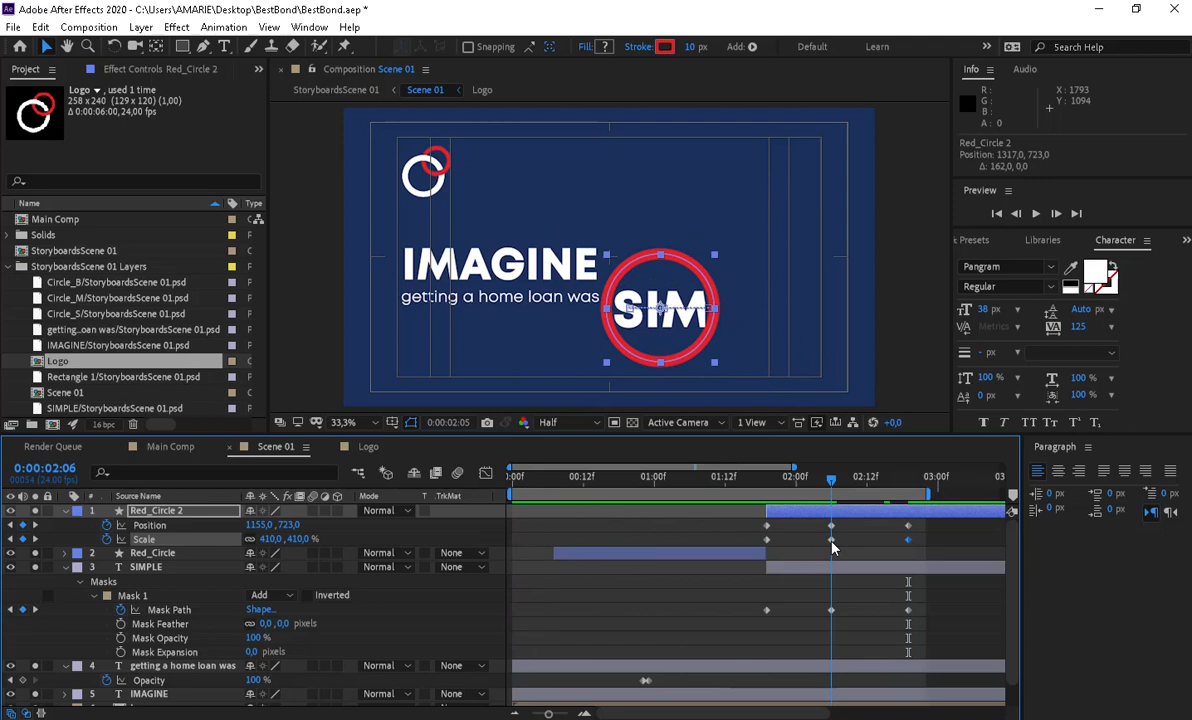 Adobe After Effects 2020 - C:\Users\AMARIE\Desktop\BestBond\BestBond.aep *
File Edit Composition Layer Effect Animation View Window Help
Snapping Fill: ? Stroke: 10 px Add: Default Learn Search Help
Project Effect Controls Red_Circle 2
Logo , used 1 time
258 x 240 (129 x 120) (1,00)
Δ 0:00:06:00, 24,00 fps
Name Type
Main Comp
Solids
StoryboardsScene 01
StoryboardsScene 01 Layers
Circle_B/StoryboardsScene 01.psd
Circle_M/StoryboardsScene 01.psd
Circle_S/StoryboardsScene 01.psd
getting...oan was/StoryboardsScene 01.psd
IMAGINE/StoryboardsScene 01.psd
Logo
Rectangle 1/StoryboardsScene 01.psd
Scene 01
SIMPLE/StoryboardsScene 01.psd
16 bpc
Composition Scene 01
StoryboardsScene 01 Scene 01 Logo
IMAGINE
getting a home loan was
SIM
33,3% 0:00:02:05 Half Active Camera 1 View +0,0
Info Audio
R :
G :
B :
A : 0
X : 1793
Y : 1094
Red_Circle 2
Position: 1317,0, 723,0
Δ: 162,0, 0,0
Preview
Presets Libraries Character
Pangram
Regular
38 px Auto px
Metrics 125
- px
100 % 100 %
0 px 100 %
T T TT Tт T¹ T₁
Paragraph
0 px 0 px 0 px
0 px 0 px
Render Queue Main Comp Scene 01 Logo
0:00:02:06
00054 (24.00 fps)
:00f 00:12f 01:00f 01:12f 02:00f 02:12f 03:00f
# Source Name Mode T TrkMat
1 Red_Circle 2 Normal
Position 1155,0,723,0
Scale 410,0,410,0%
2 Red_Circle Normal None
3 SIMPLE Normal None
Masks
Mask 1 Add Inverted
Mask Path Shape...
Mask Feather 0,0,0,0 pixels
Mask Opacity 100 %
Mask Expansion 0,0 pixels
4 T getting a home loan was Normal None
Opacity 100 %
5 T IMAGINE Normal None